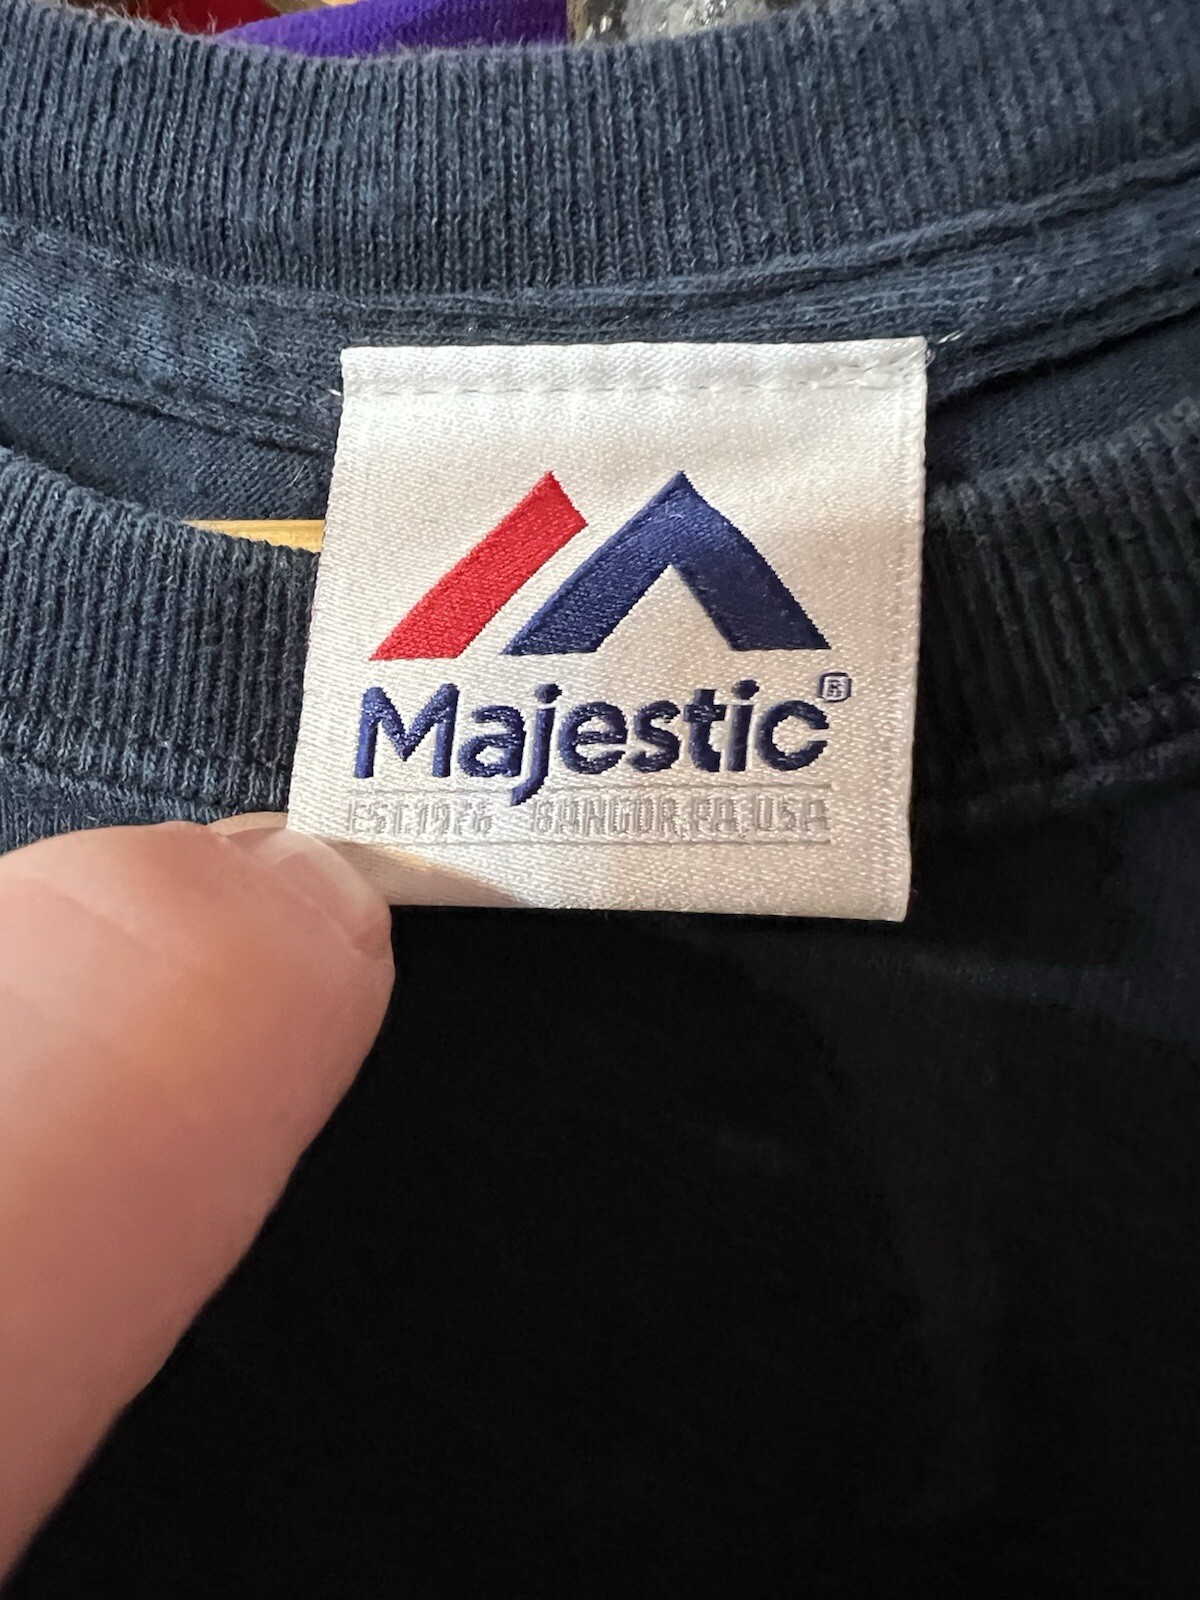 Majestic®
EST.1976 BANGOR, PA, USA